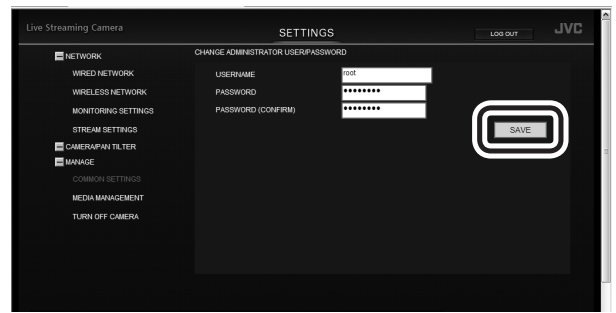 Live Streaming Camera
SETTINGS
LOG OUT
JVC
NETWORK
WIRED NETWORK
WIRELESS NETWORK
MONITORING SETTINGS
STREAM SETTINGS
CAMERA/PAN TILTER
MANAGE
COMMON SETTINGS
MEDIA MANAGEMENT
TURN OFF CAMERA
CHANGE ADMINISTRATOR USER/PASSWORD
USERNAME root
PASSWORD ••••••••
PASSWORD (CONFIRM) ••••••••
SAVE